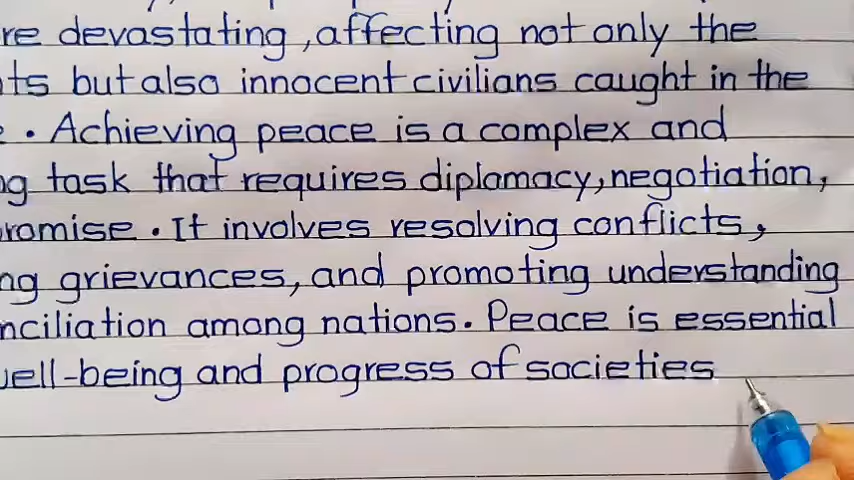 re devastating ,affecting not only the
ts but also innocent civilians caught in the
. Achieving peace is a complex and
ng task that requires diplomacy,negotiation,
romise . It involves resolving conflicts,
ng grievances, and promoting understanding
nciliation among nations. Peace is essential
ell-being and progress of societies